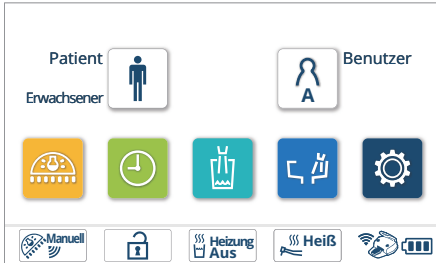 Patient
Benutzer
Erwachsener
A
Manuell
Heizung
Aus
Heiß